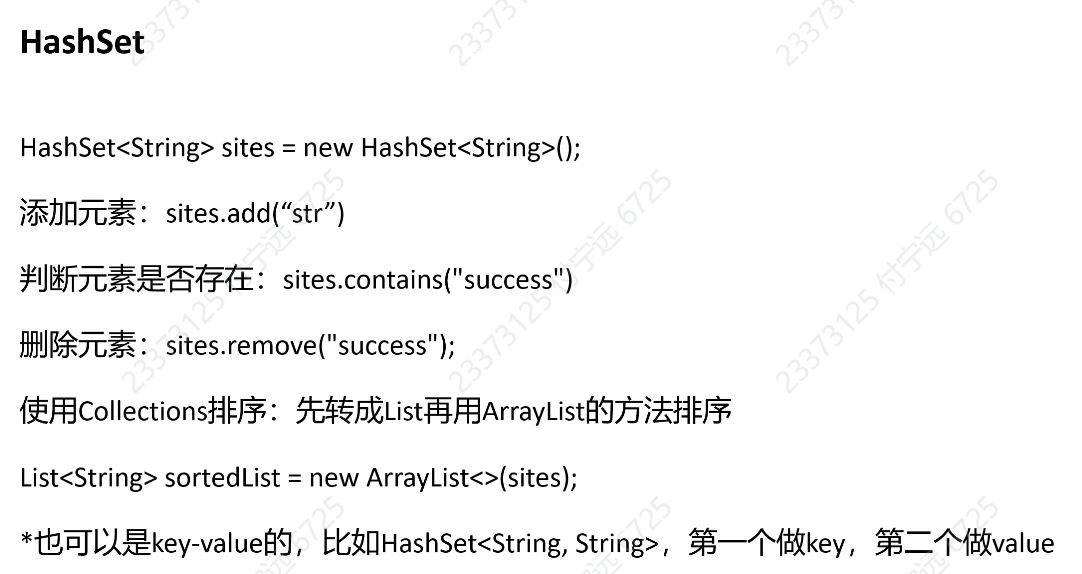 HashSet
HashSet<String> sites = new HashSet<String>();
添加元素：sites.add(“str”)
判断元素是否存在：sites.contains("success")
删除元素：sites.remove("success");
使用Collections排序：先转成List再用ArrayList的方法排序
List<String> sortedList = new ArrayList<>(sites);
*也可以是key-value的，比如HashSet<String, String>，第一个做key，第二个做value
23373125 付宁远 6725
23373125 付宁远 6725
23373125 付宁远 6725